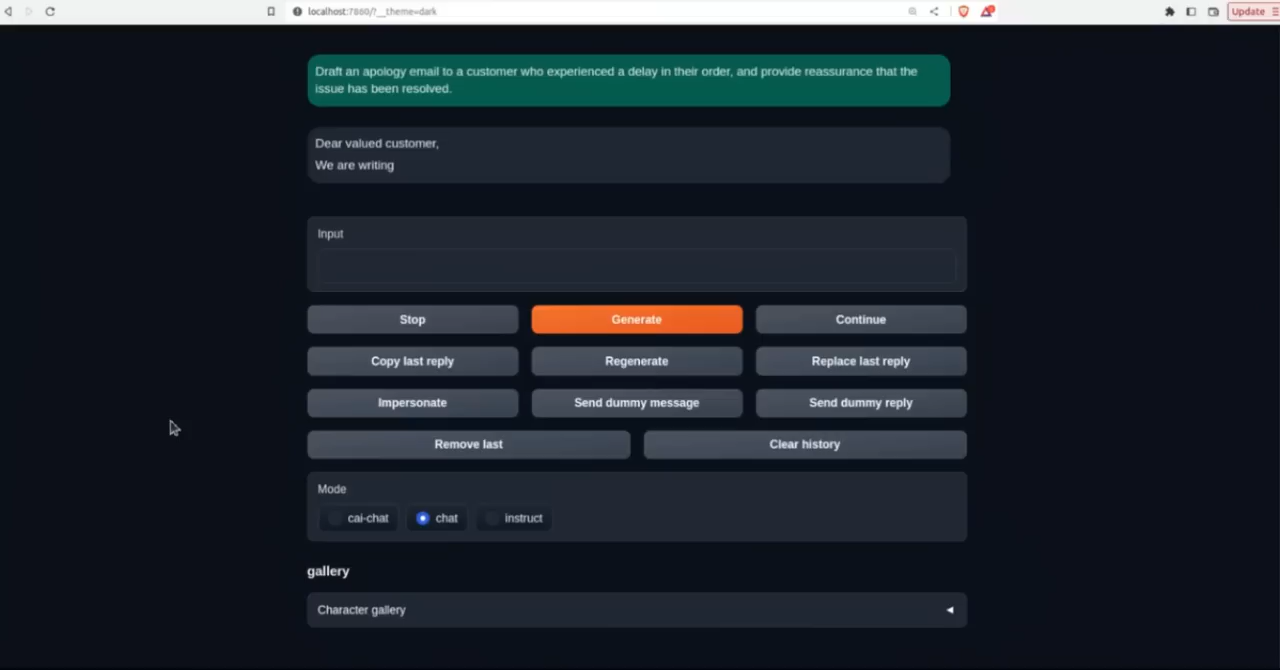 localhost:7860/?__theme=dark
Update
Draft an apology email to a customer who experienced a delay in their order, and provide reassurance that the
issue has been resolved.
Dear valued customer,
We are writing
Input
Stop
Generate
Continue
Copy last reply
Regenerate
Replace last reply
Impersonate
Send dummy message
Send dummy reply
Remove last
Clear history
Mode
cai-chat
chat
instruct
gallery
Character gallery